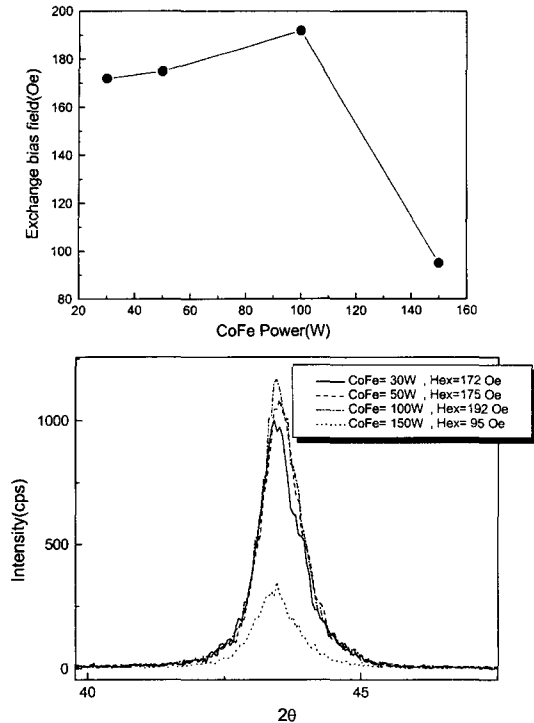 200
180
160
140
120
100
80
20 40 60 80 100 120 140 160
Exchange bias field(Oe)
CoFe Power(W)
CoFe= 30W , Hex=172 Oe
CoFe= 50W , Hex=175 Oe
CoFe= 100W , Hex=192 Oe
CoFe= 150W , Hex= 95 Oe
1000
500
0
Intensity(cps)
40 45
2θ